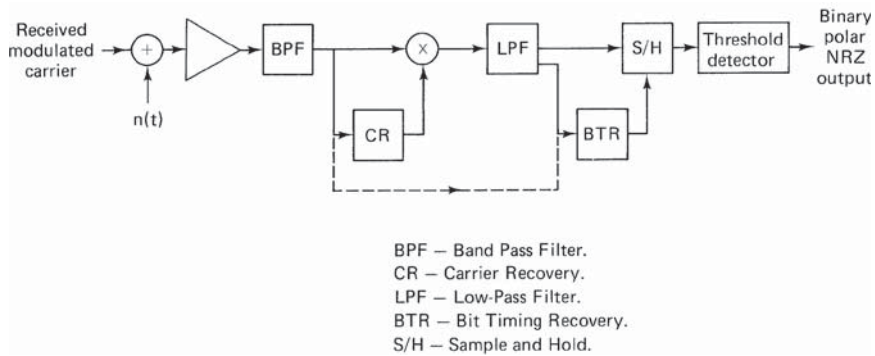 Received
modulated
carrier
+
n(t)
BPF
CR
X
LPF
BTR
S/H
Threshold
detector
Binary
polar
NRZ
output
BPF — Band Pass Filter.
CR — Carrier Recovery.
LPF — Low-Pass Filter.
BTR — Bit Timing Recovery.
S/H — Sample and Hold.